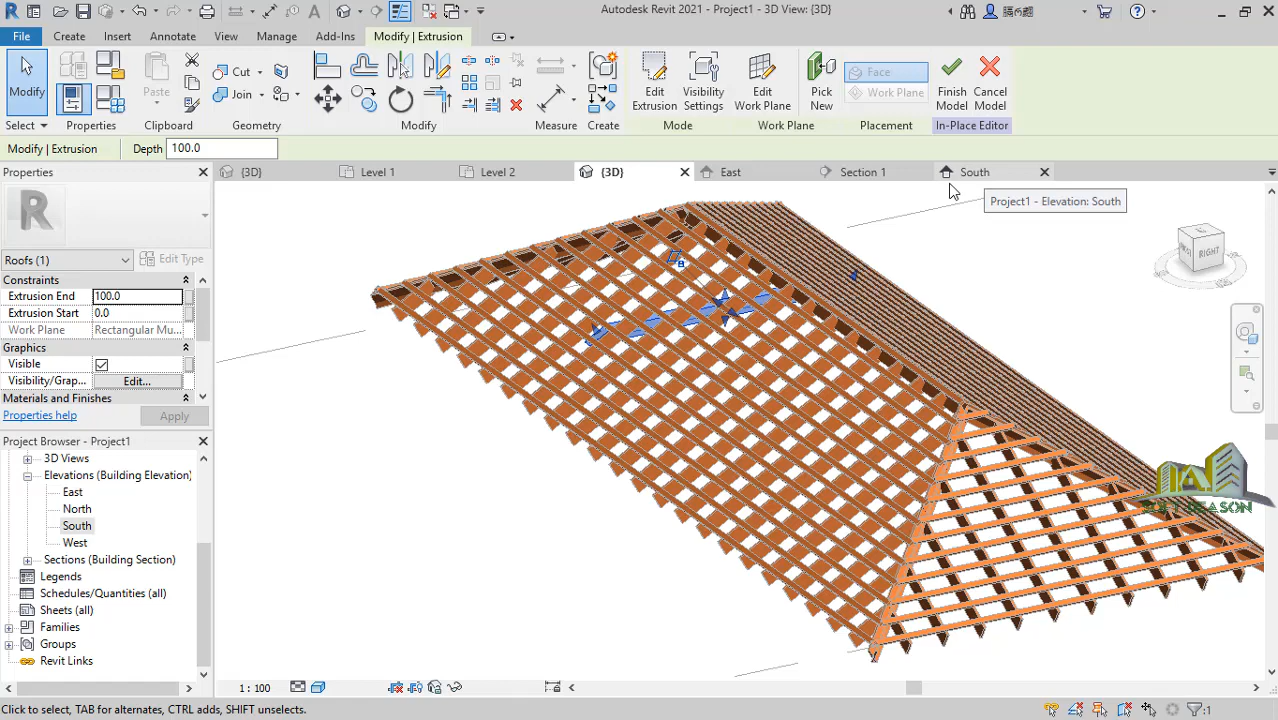 Autodesk Revit 2021 - Project1 - 3D View: {3D}
File Create Insert Annotate View Manage Add-Ins Modify | Extrusion
Modify
Select
Properties
Paste
Clipboard
Cut
Join
Geometry
Modify
Measure
Create
Edit Extrusion
Visibility Settings
Mode
Edit Work Plane
Work Plane
Pick New
Face
Work Plane
Placement
Finish Model
Cancel Model
In-Place Editor
Modify | Extrusion Depth 100.0
Properties
{3D} Level 1 Level 2 {3D} East Section 1 South
Project1 - Elevation: South
RIGHT
R
Roofs (1) Edit Type
Constraints
Extrusion End 100.0
Extrusion Start 0.0
Work Plane Rectangular Mu...
Graphics
Visible
Visibility/Grap... Edit...
Materials and Finishes
Properties help Apply
Project Browser - Project1
3D Views
Elevations (Building Elevation)
East
North
South
West
Sections (Building Section)
Legends
Schedules/Quantities (all)
Sheets (all)
Families
Groups
Revit Links
1 : 100
Click to select, TAB for alternates, CTRL adds, SHIFT unselects.
:1